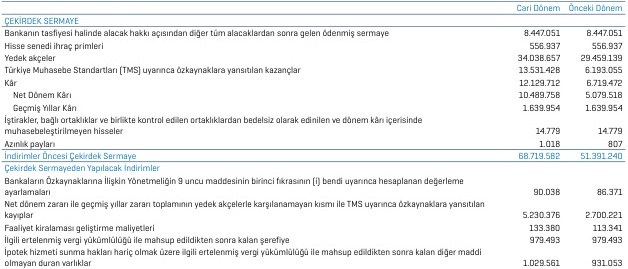 Cari Dönem Önceki Dönem
ÇEKİRDEK SERMAYE
Bankanın tasfiyesi halinde alacak hakkı açısından diğer tüm alacaklardan sonra gelen ödenmiş sermaye 8.447.051 8.447.051
Hisse senedi ihraç primleri 556.937 556.937
Yedek akçeler 34.038.657 29.459.139
Türkiye Muhasebe Standartları (TMS) uyarınca özkaynaklara yansıtılan kazançlar 13.531.428 6.193.055
Kâr 12.129.712 6.719.472
Net Dönem Kârı 10.489.758 5.079.518
Geçmiş Yıllar Kârı 1.639.954 1.639.954
İştirakler, bağlı ortaklıklar ve birlikte kontrol edilen ortaklıklardan bedelsiz olarak edinilen ve dönem kârı içerisinde
muhasebeleştirilmeyen hisseler 14.779 14.779
Azınlık payları 1.018 807
İndirimler Öncesi Çekirdek Sermaye 68.719.582 51.391.240
Çekirdek Sermayeden Yapılacak İndirimler
Bankaların Özkaynaklarına İlişkin Yönetmeliğin 9 uncu maddesinin birinci fıkrasının (i) bendi uyarınca hesaplanan değerleme
ayarlamaları 90.038 86.371
Net dönem zararı ile geçmiş yıllar zararı toplamının yedek akçelerle karşılanamayan kısmı ile TMS uyarınca özkaynaklara yansıtılan
kayıplar 5.230.376 2.700.221
Faaliyet kiralaması geliştirme maliyetleri 133.380 113.341
İlgili ertelenmiş vergi yükümlülüğü ile mahsup edildikten sonra kalan şerefiye 979.493 979.493
İpotek hizmeti sunma hakları hariç olmak üzere ilgili ertelenmiş vergi yükümlülüğü ile mahsup edildikten sonra kalan diğer maddi
olmayan duran varlıklar 1.029.561 931.053